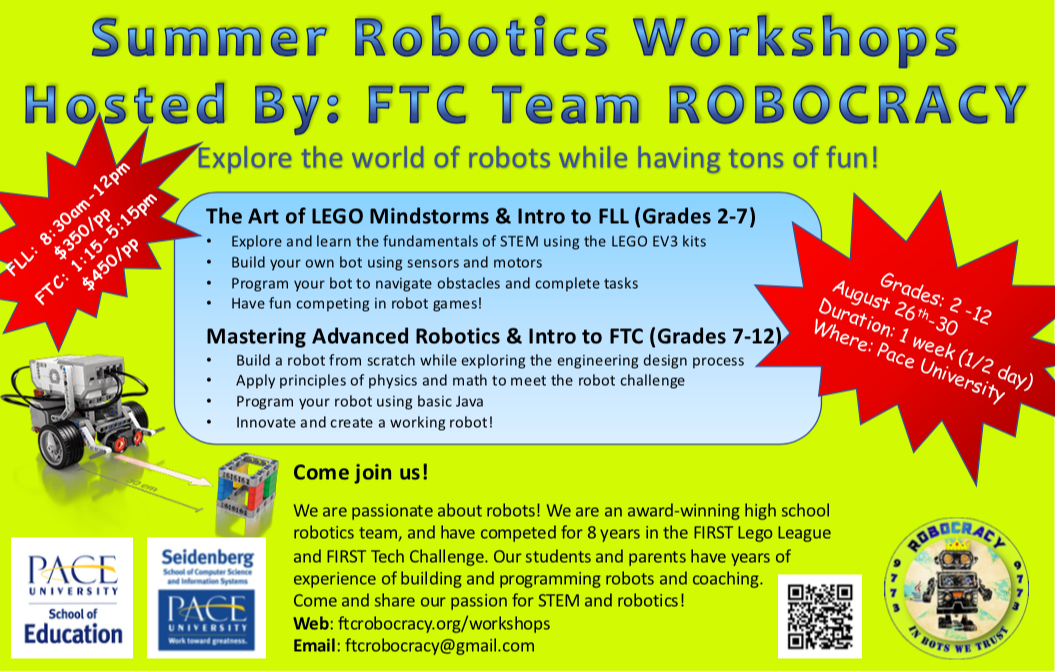 Summer Robotics Workshops
Hosted By: FTC Team ROBOCRACY
Explore the world of robots while having tons of fun!
FLL: 8:30am-12pm
$350/pp
FTC: 1:15-5:15pm
$450/pp
The Art of LEGO Mindstorms & Intro to FLL (Grades 2-7)
• Explore and learn the fundamentals of STEM using the LEGO EV3 kits
• Build your own bot using sensors and motors
• Program your bot to navigate obstacles and complete tasks
• Have fun competing in robot games!
Mastering Advanced Robotics & Intro to FTC (Grades 7-12)
• Build a robot from scratch while exploring the engineering design process
• Apply principles of physics and math to meet the robot challenge
• Program your robot using basic Java
• Innovate and create a working robot!
Grades: 2 -12
August 26th-30
Duration: 1 week (1/2 day)
Where: Pace University
Come join us!
We are passionate about robots! We are an award-winning high school
robotics team, and have competed for 8 years in the FIRST Lego League
and FIRST Tech Challenge. Our students and parents have years of
experience of building and programming robots and coaching.
Come and share our passion for STEM and robotics!
Web: ftcrobocracy.org/workshops
Email: ftcrobocracy@gmail.com
PACE
UNIVERSITY
School of
Education
Seidenberg
School of Computer Science
and Information Systems
PACE
UNIVERSITY
Work toward greatness.
ROBOCRACY
9773
9773
IN BOTS WE TRUST